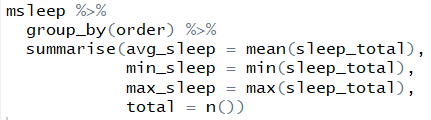 msleep %>%
  group_by(order) %>%
  summarise(avg_sleep = mean(sleep_total),
            min_sleep = min(sleep_total),
            max_sleep = max(sleep_total),
            total = n())